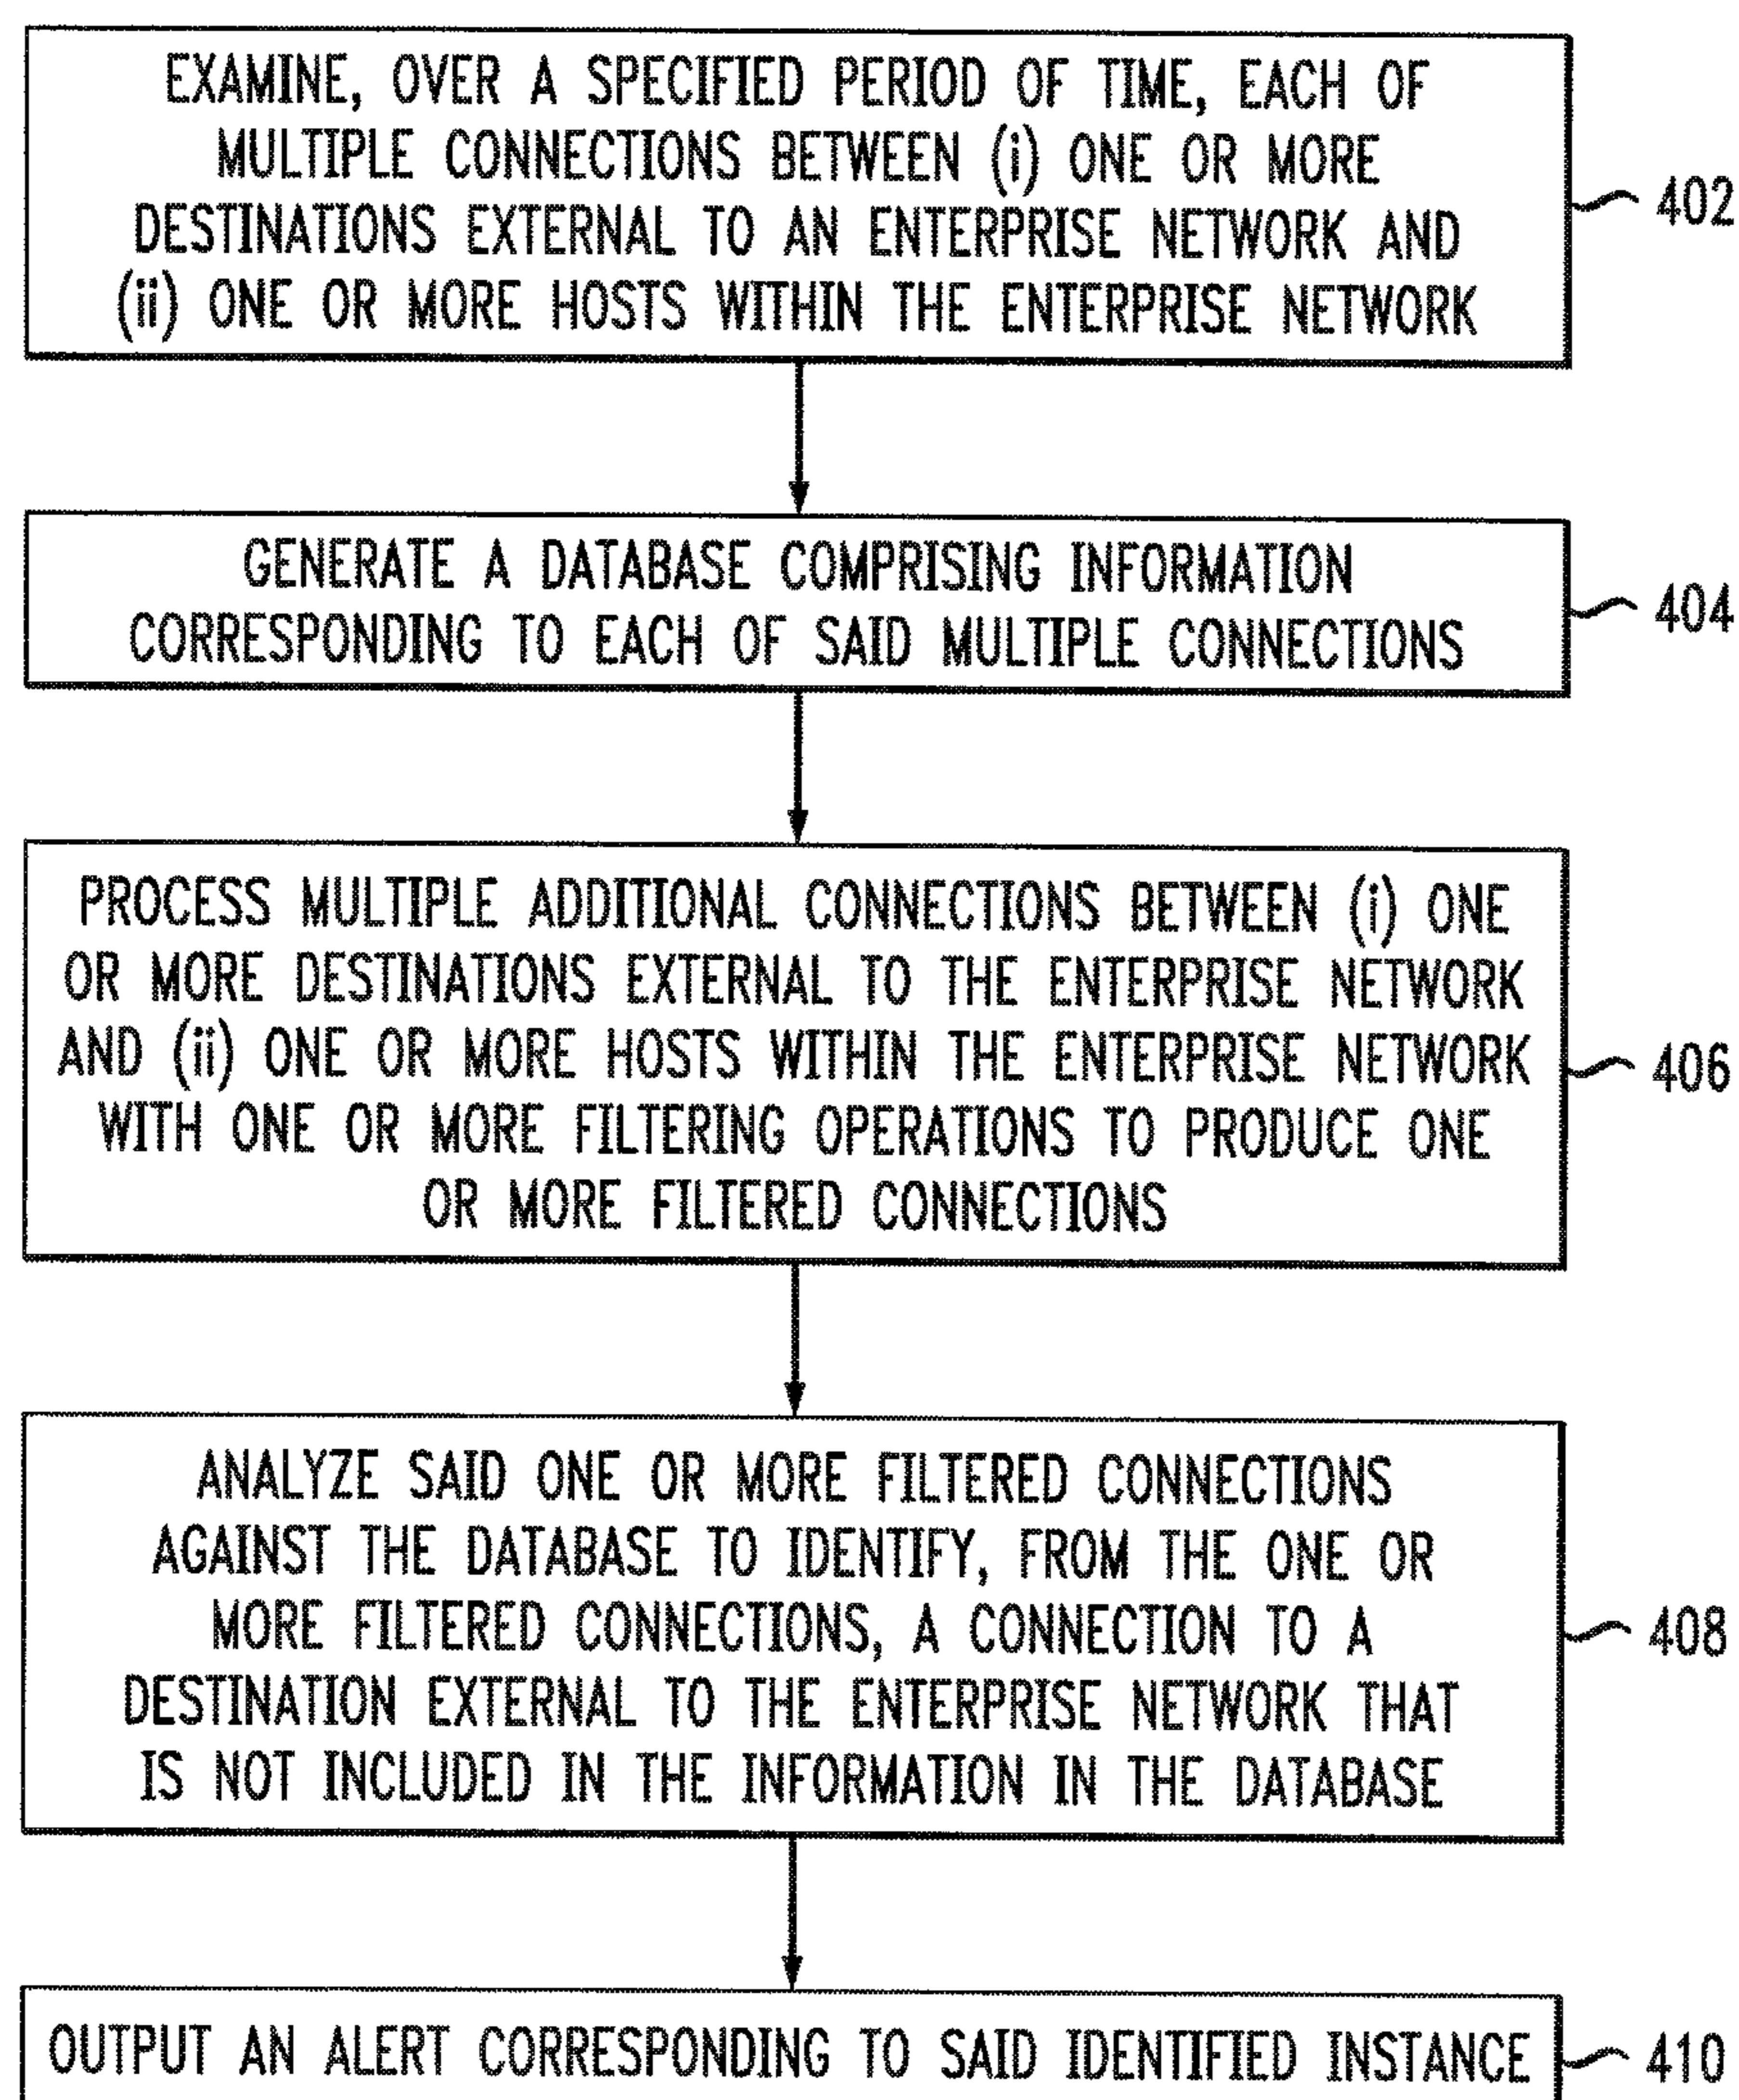 EXAMINE, OVER A SPECIFIED PERIOD OF TIME, EACH OF
MULTIPLE CONNECTIONS BETWEEN (i) ONE OR MORE
DESTINATIONS EXTERNAL TO AN ENTERPRISE NETWORK AND
(ii) ONE OR MORE HOSTS WITHIN THE ENTERPRISE NETWORK
402
GENERATE A DATABASE COMPRISING INFORMATION
CORRESPONDING TO EACH OF SAID MULTIPLE CONNECTIONS
404
PROCESS MULTIPLE ADDITIONAL CONNECTIONS BETWEEN (i) ONE
OR MORE DESTINATIONS EXTERNAL TO THE ENTERPRISE NETWORK
AND (ii) ONE OR MORE HOSTS WITHIN THE ENTERPRISE NETWORK
WITH ONE OR MORE FILTERING OPERATIONS TO PRODUCE ONE
OR MORE FILTERED CONNECTIONS
406
ANALYZE SAID ONE OR MORE FILTERED CONNECTIONS
AGAINST THE DATABASE TO IDENTIFY, FROM THE ONE OR
MORE FILTERED CONNECTIONS, A CONNECTION TO A
DESTINATION EXTERNAL TO THE ENTERPRISE NETWORK THAT
IS NOT INCLUDED IN THE INFORMATION IN THE DATABASE
408
OUTPUT AN ALERT CORRESPONDING TO SAID IDENTIFIED INSTANCE
410